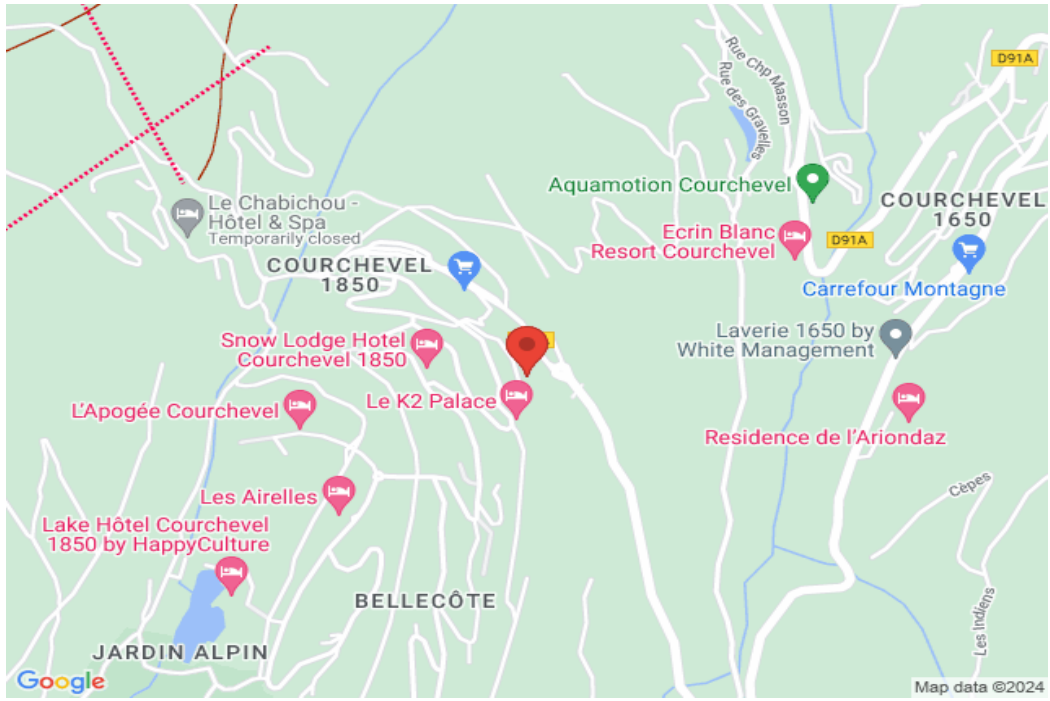 D91A
Rue Chp Masson
Rue des Gravelles
Aquamotion Courchevel
COURCHEVEL
1650
Le Chabichou -
Hôtel & Spa
Temporarily closed
Ecrin Blanc
Resort Courchevel
D91A
COURCHEVEL
1850
Carrefour Montagne
Snow Lodge Hotel
Courchevel 1850
Laverie 1650 by
White Management
L'Apogée Courchevel
Le K2 Palace
Residence de l'Ariondaz
Les Airelles
Cèpes
Lake Hôtel Courchevel
1850 by HappyCulture
BELLECÔTE
Les Indiens
JARDIN ALPIN
Google
Map data ©2024